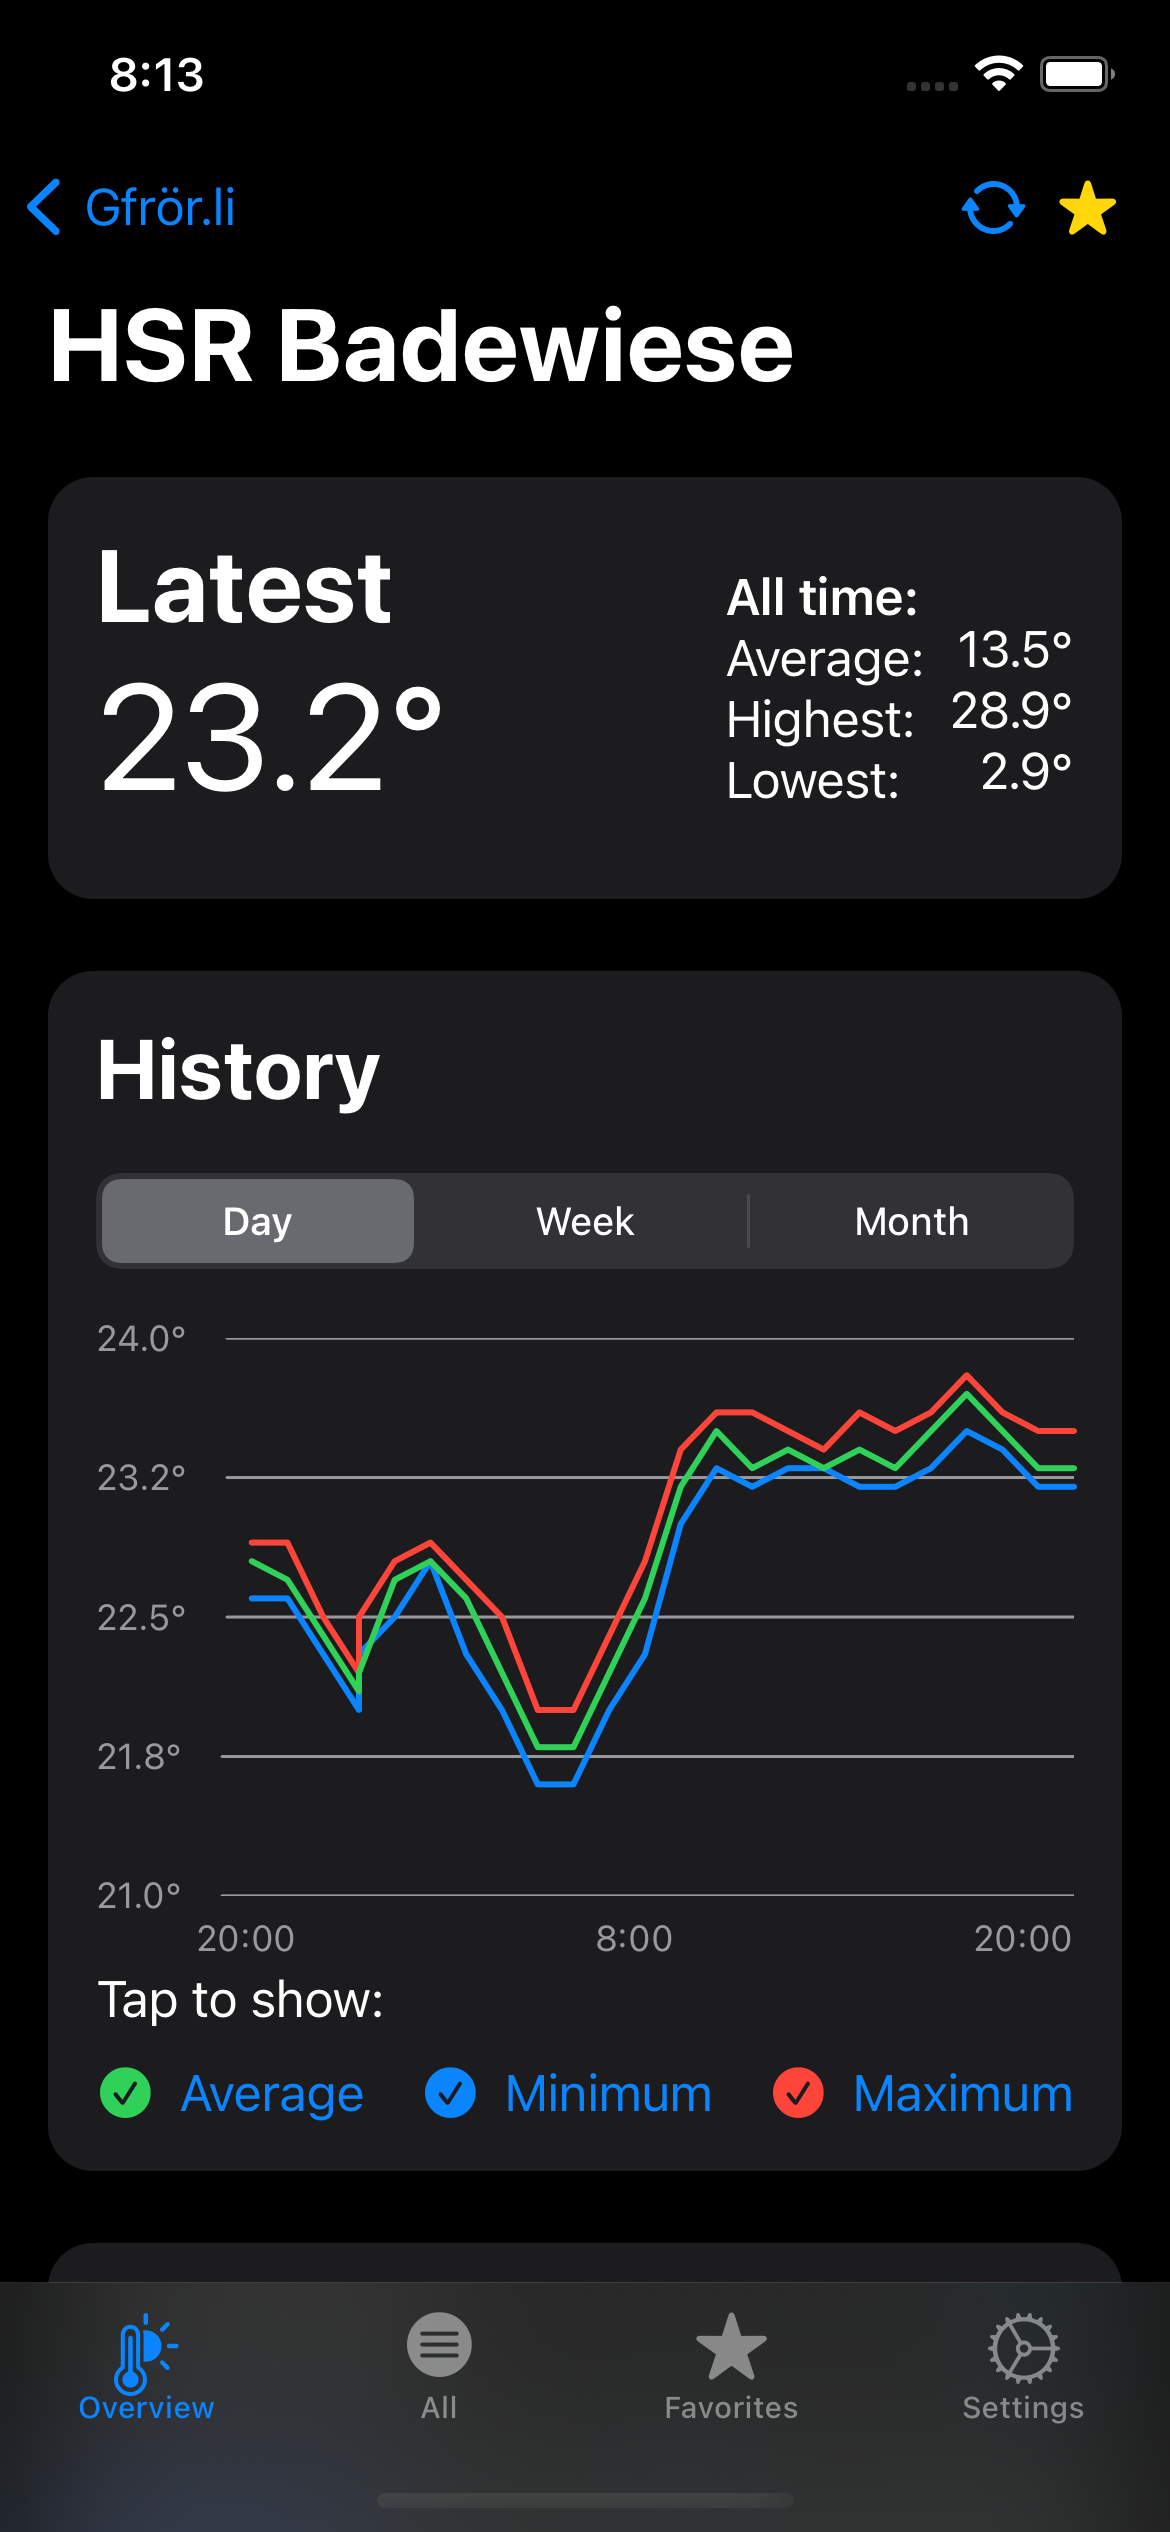 8:13
Gfrör.li
HSR Badewiese
Latest
23.2°
All time:
Average: 13.5°
Highest: 28.9°
Lowest: 2.9°
History
Day Week Month
24.0°
23.2°
22.5°
21.8°
21.0°
20:00 8:00 20:00
Tap to show:
Average Minimum Maximum
Overview All Favorites Settings